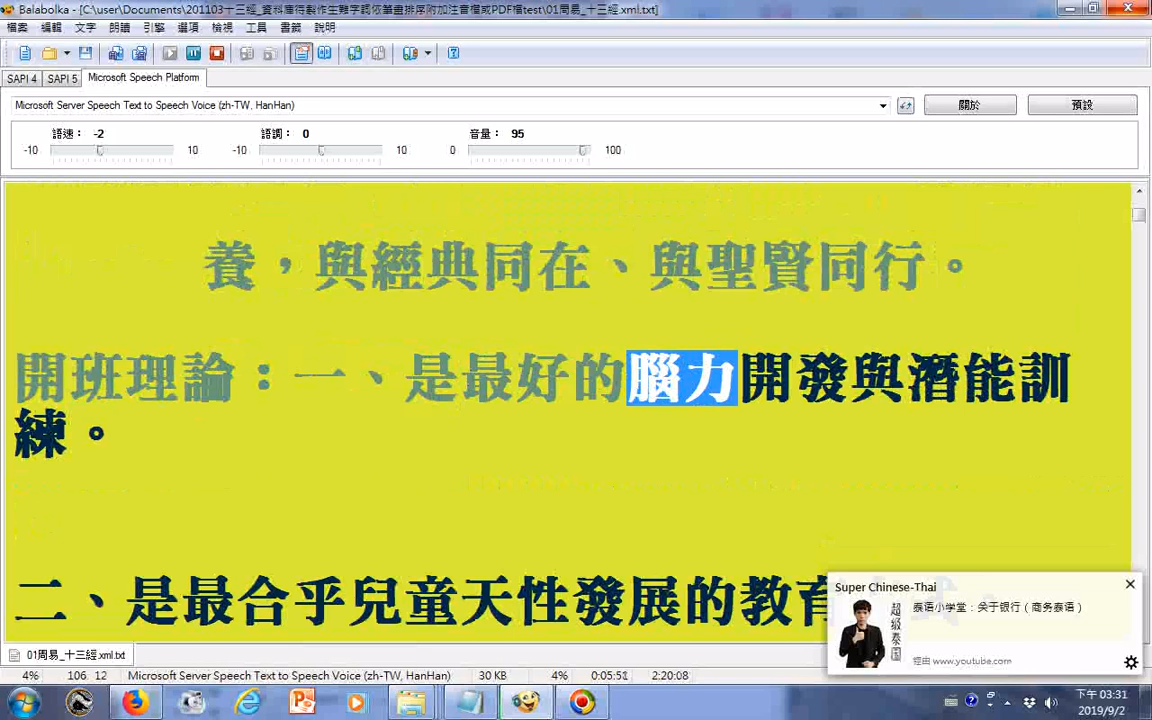 Balabolka - [C:\user\Documents\201103十三經_資料庫待製作生難字詞依筆畫排序附加注音檔或PDF檔test\01周易_十三經.xml.txt]
檔案 編輯 文字 朗讀 引擎 選項 檢視 工具 書籤 說明
SAPI 4 SAPI 5 Microsoft Speech Platform
Microsoft Server Speech Text to Speech Voice (zh-TW, HanHan) 關於 預設
語速： -2 語調： 0 音量： 95
-10 10 -10 10 0 100
養，與經典同在、與聖賢同行。
開班理論：一、是最好的腦力開發與潛能訓
練。
二、是最合乎兒童天性發展的教育
Super Chinese-Thai
泰语小学堂：关于银行（商务泰语）
超级泰国
經由 www.youtube.com
01周易_十三經.xml.txt
4% 106, 12 Microsoft Server Speech Text to Speech Voice (zh-TW, HanHan) 30 KB 4% 0:05:51 2:20:08
下午 03:31
2019/9/2